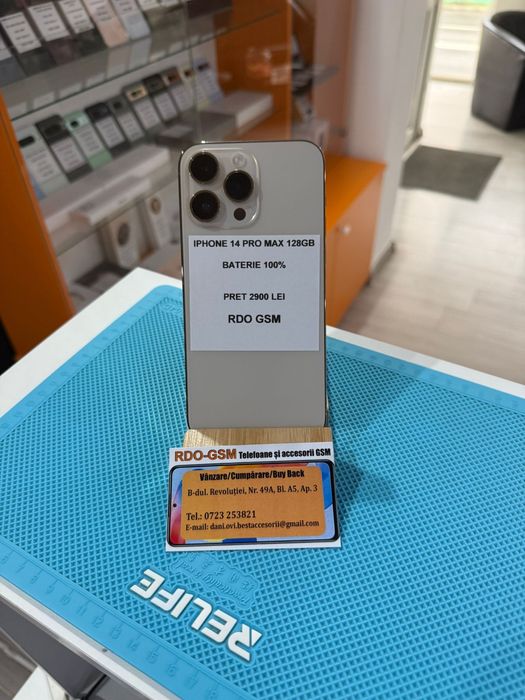 IPHONE 14 PRO MAX 128GB
BATERIE 100%
PRET 2900 LEI
RDO GSM
RDO-GSM Telefoane și accesorii GSM
Vânzare/Cumpărare/Buy Back
B-dul. Revoluției, Nr. 49A, Bl. A5, Ap. 3
Tel.: 0723 253821
E-mail: dani.ovi.bestaccesorii@gmail.com
RELIFE